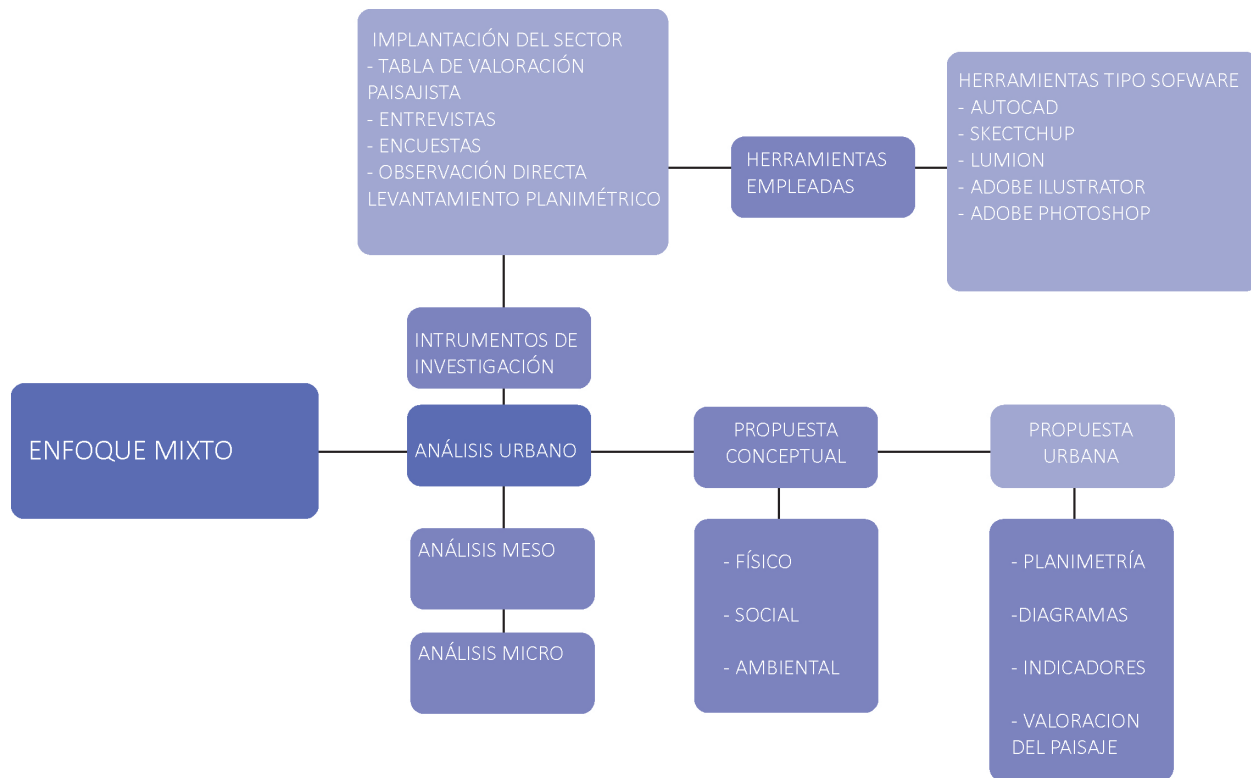 IMPLANTACIÓN DEL SECTOR
- TABLA DE VALORACIÓN
PAISAJISTA
- ENTREVISTAS
- ENCUESTAS
- OBSERVACIÓN DIRECTA
LEVANTAMIENTO PLANIMÉTRICO
HERRAMIENTAS
EMPLEADAS
HERRAMIENTAS TIPO SOFWARE
- AUTOCAD
- SKECTCHUP
- LUMION
- ADOBE ILUSTRATOR
- ADOBE PHOTOSHOP
INTRUMENTOS DE
INVESTIGACIÓN
ENFOQUE MIXTO
ANÁLISIS URBANO
PROPUESTA
CONCEPTUAL
PROPUESTA
URBANA
ANÁLISIS MESO
ANÁLISIS MICRO
- FÍSICO
- SOCIAL
- AMBIENTAL
- PLANIMETRÍA
-DIAGRAMAS
- INDICADORES
- VALORACION
DEL PAISAJE